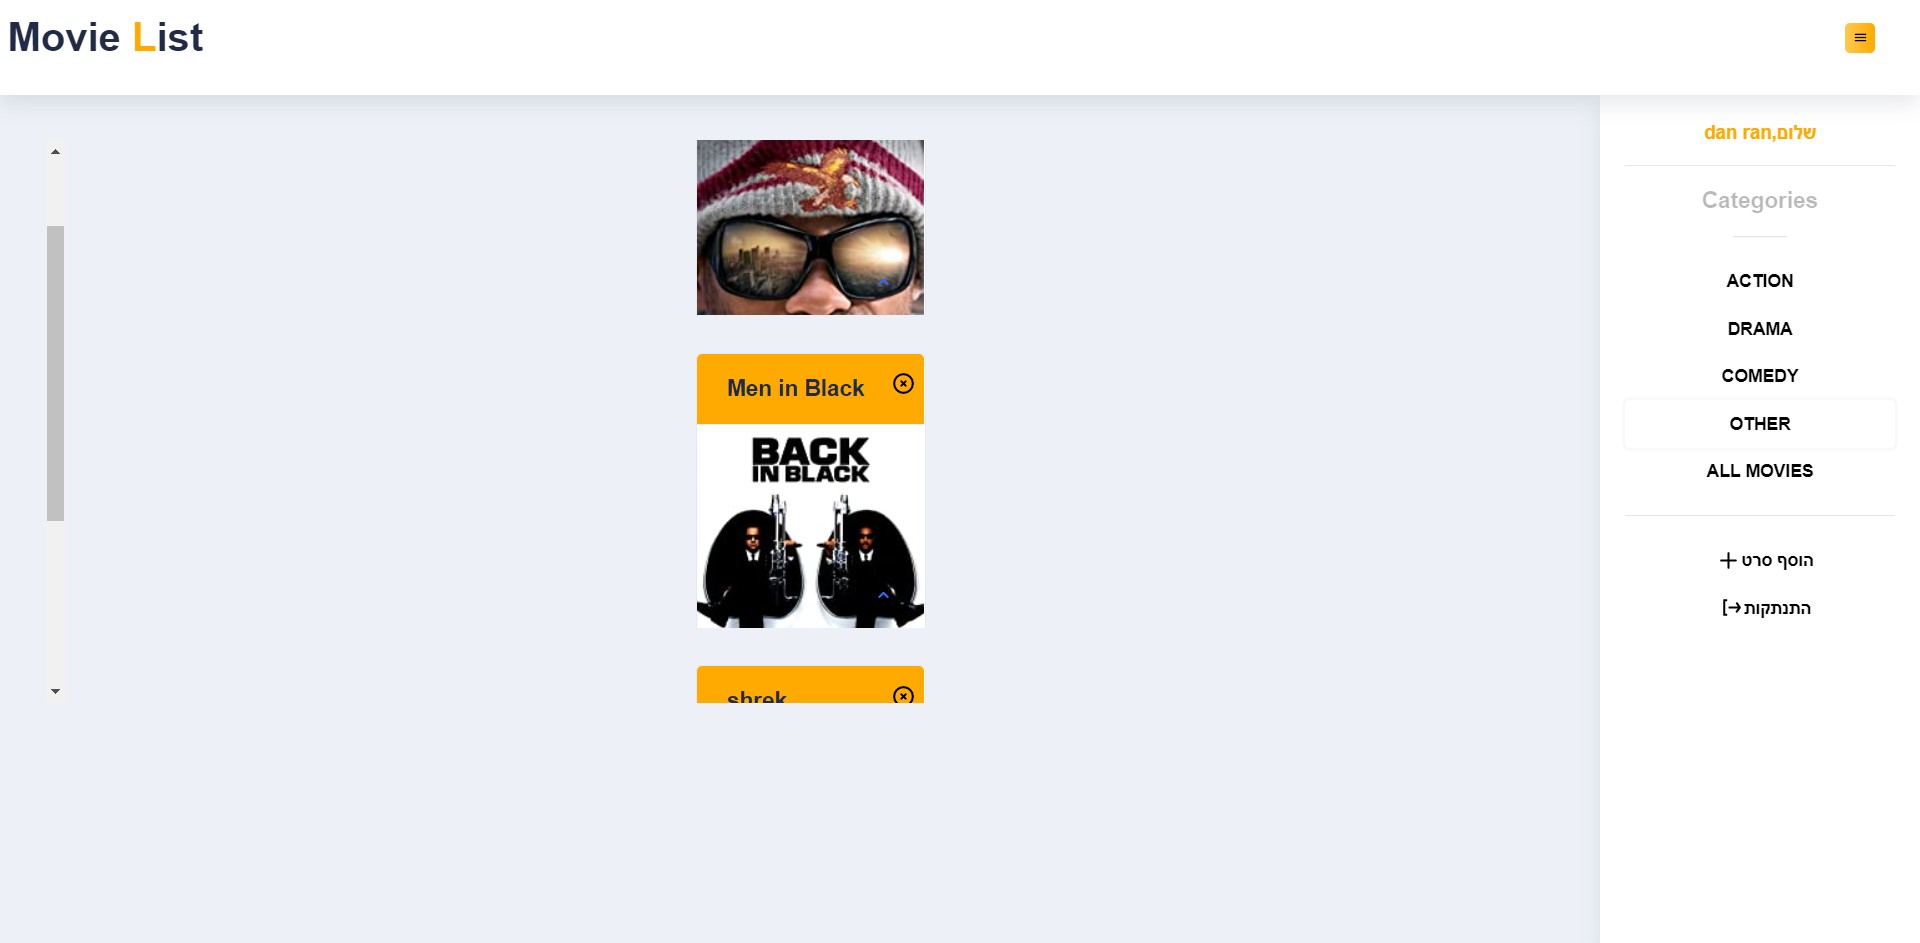 Movie List
שלום,dan ran
Categories
ACTION
DRAMA
COMEDY
OTHER
ALL MOVIES
הוסף סרט
התנתקות
Men in Black
BACK
IN BLACK
shrek